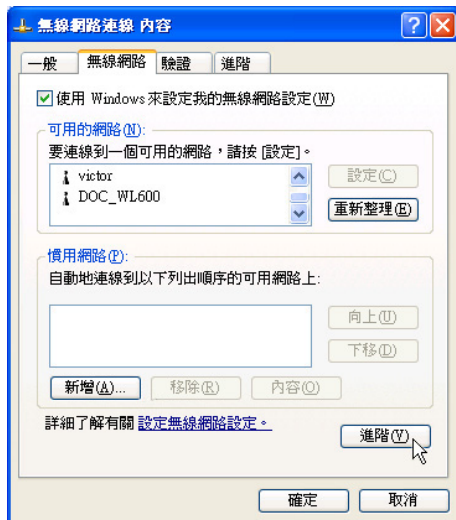 無線網路連線 內容
一般 無線網路 驗證 進階
使用 Windows 來設定我的無線網路設定(W)
可用的網路(N):
要連線到一個可用的網路，請按 [設定]。
victor
DOC_WL600
設定(C)
重新整理(E)
慣用網路(P):
自動地連線到以下列出順序的可用網路上:
向上(U)
下移(D)
新增(A)... 移除(R) 內容(O)
詳細了解有關 設定無線網路設定。
進階(V)
確定 取消